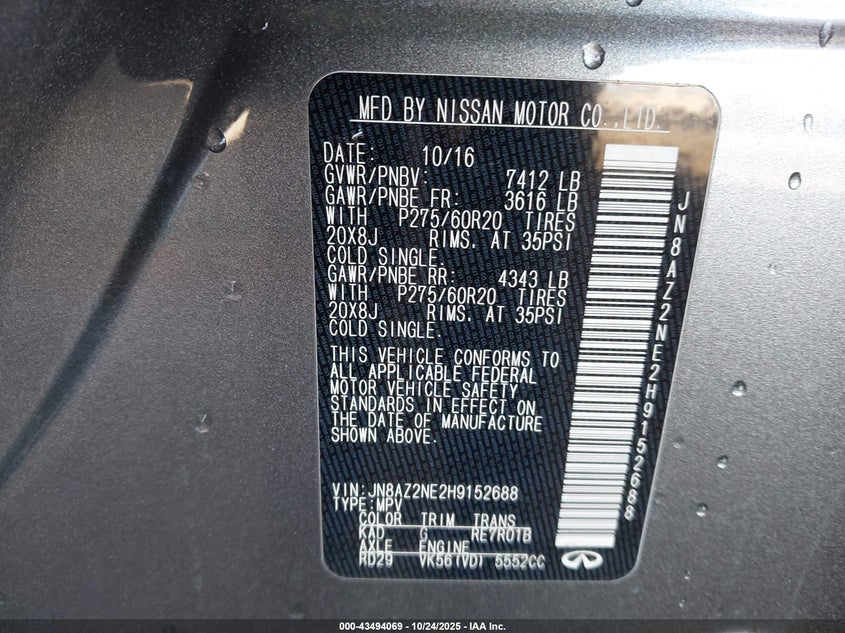 MFD BY NISSAN MOTOR CO.,LTD.
DATE: 10/16
GVWR/PNBV: 7412 LB
GAWR/PNBE FR: 3616 LB
WITH P275/60R20 TIRES
20X8J RIMS. AT 35PSI
COLD SINGLE.
GAWR/PNBE RR: 4343 LB
WITH P275/60R20 TIRES
20X8J RIMS. AT 35PSI
COLD SINGLE.
THIS VEHICLE CONFORMS TO
ALL APPLICABLE FEDERAL
MOTOR VEHICLE SAFETY
STANDARDS IN EFFECT ON
THE DATE OF MANUFACTURE
SHOWN ABOVE.
VIN:JN8AZ2NE2H9152688
TYPE:MPV
COLOR TRIM TRANS
KAD G RE7R01B
AXLE ENGINE
RD29 VK56(VD) 5552CC
JN8AZ2NE2H9152688
000-43494069 - 10/24/2025 - IAA Inc.